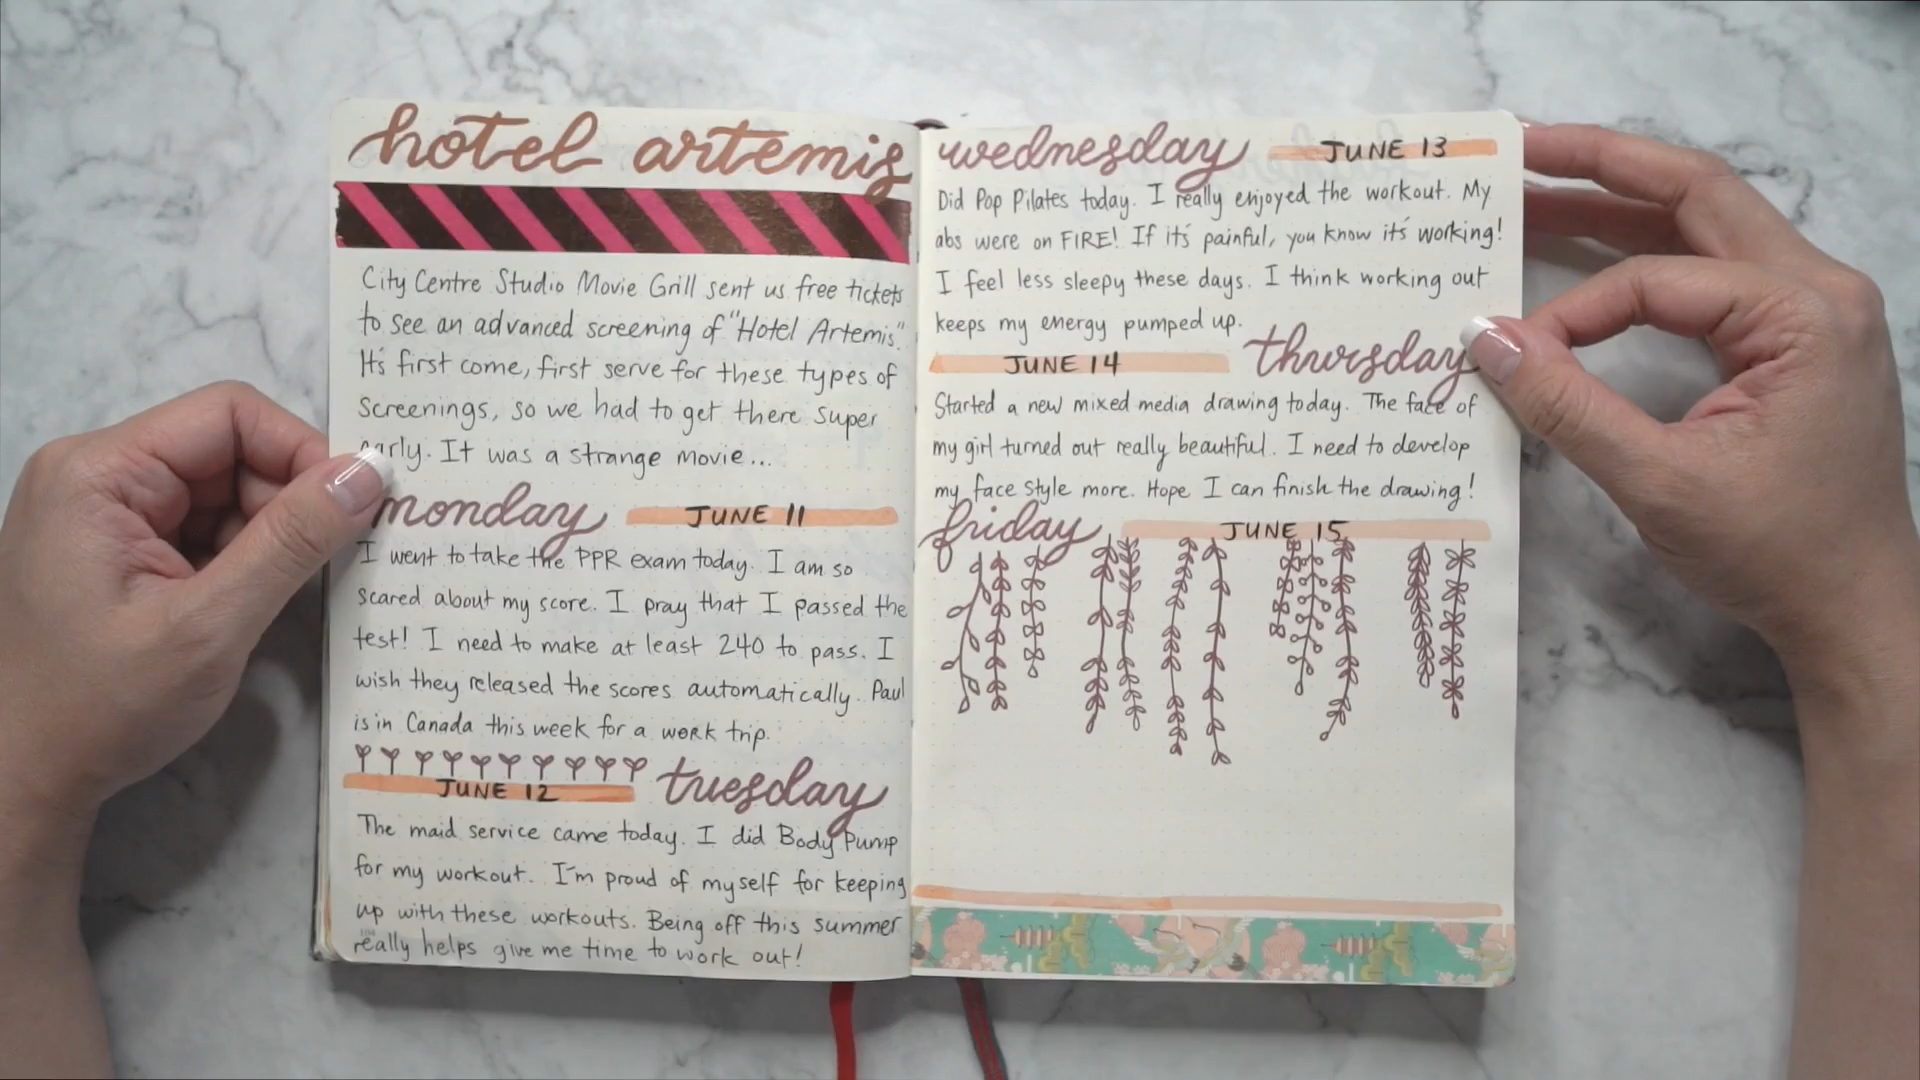 hotel artemis
City Centre Studio Movie Grill sent us free tickets
to see an advanced screening of "Hotel Artemis."
It's first come, first serve for these types of
screenings, so we had to get there super
early. It was a strange movie...
monday JUNE 11
I went to take the PPR exam today. I am so
scared about my score. I pray that I passed the
test! I need to make at least 240 to pass. I
wish they released the scores automatically. Paul
is in Canada this week for a work trip.
JUNE 12 tuesday
The maid service came today. I did Body Pump
for my workout. I'm proud of myself for keeping
up with these workouts. Being off this summer
really helps give me time to work out!
wednesday JUNE 13
Did Pop Pilates today. I really enjoyed the workout. My
abs were on FIRE! If it's painful, you know it's working!
I feel less sleepy these days. I think working out
keeps my energy pumped up.
JUNE 14 thursday
Started a new mixed media drawing today. The face of
my girl turned out really beautiful. I need to develop
my face style more. Hope I can finish the drawing!
friday JUNE 15